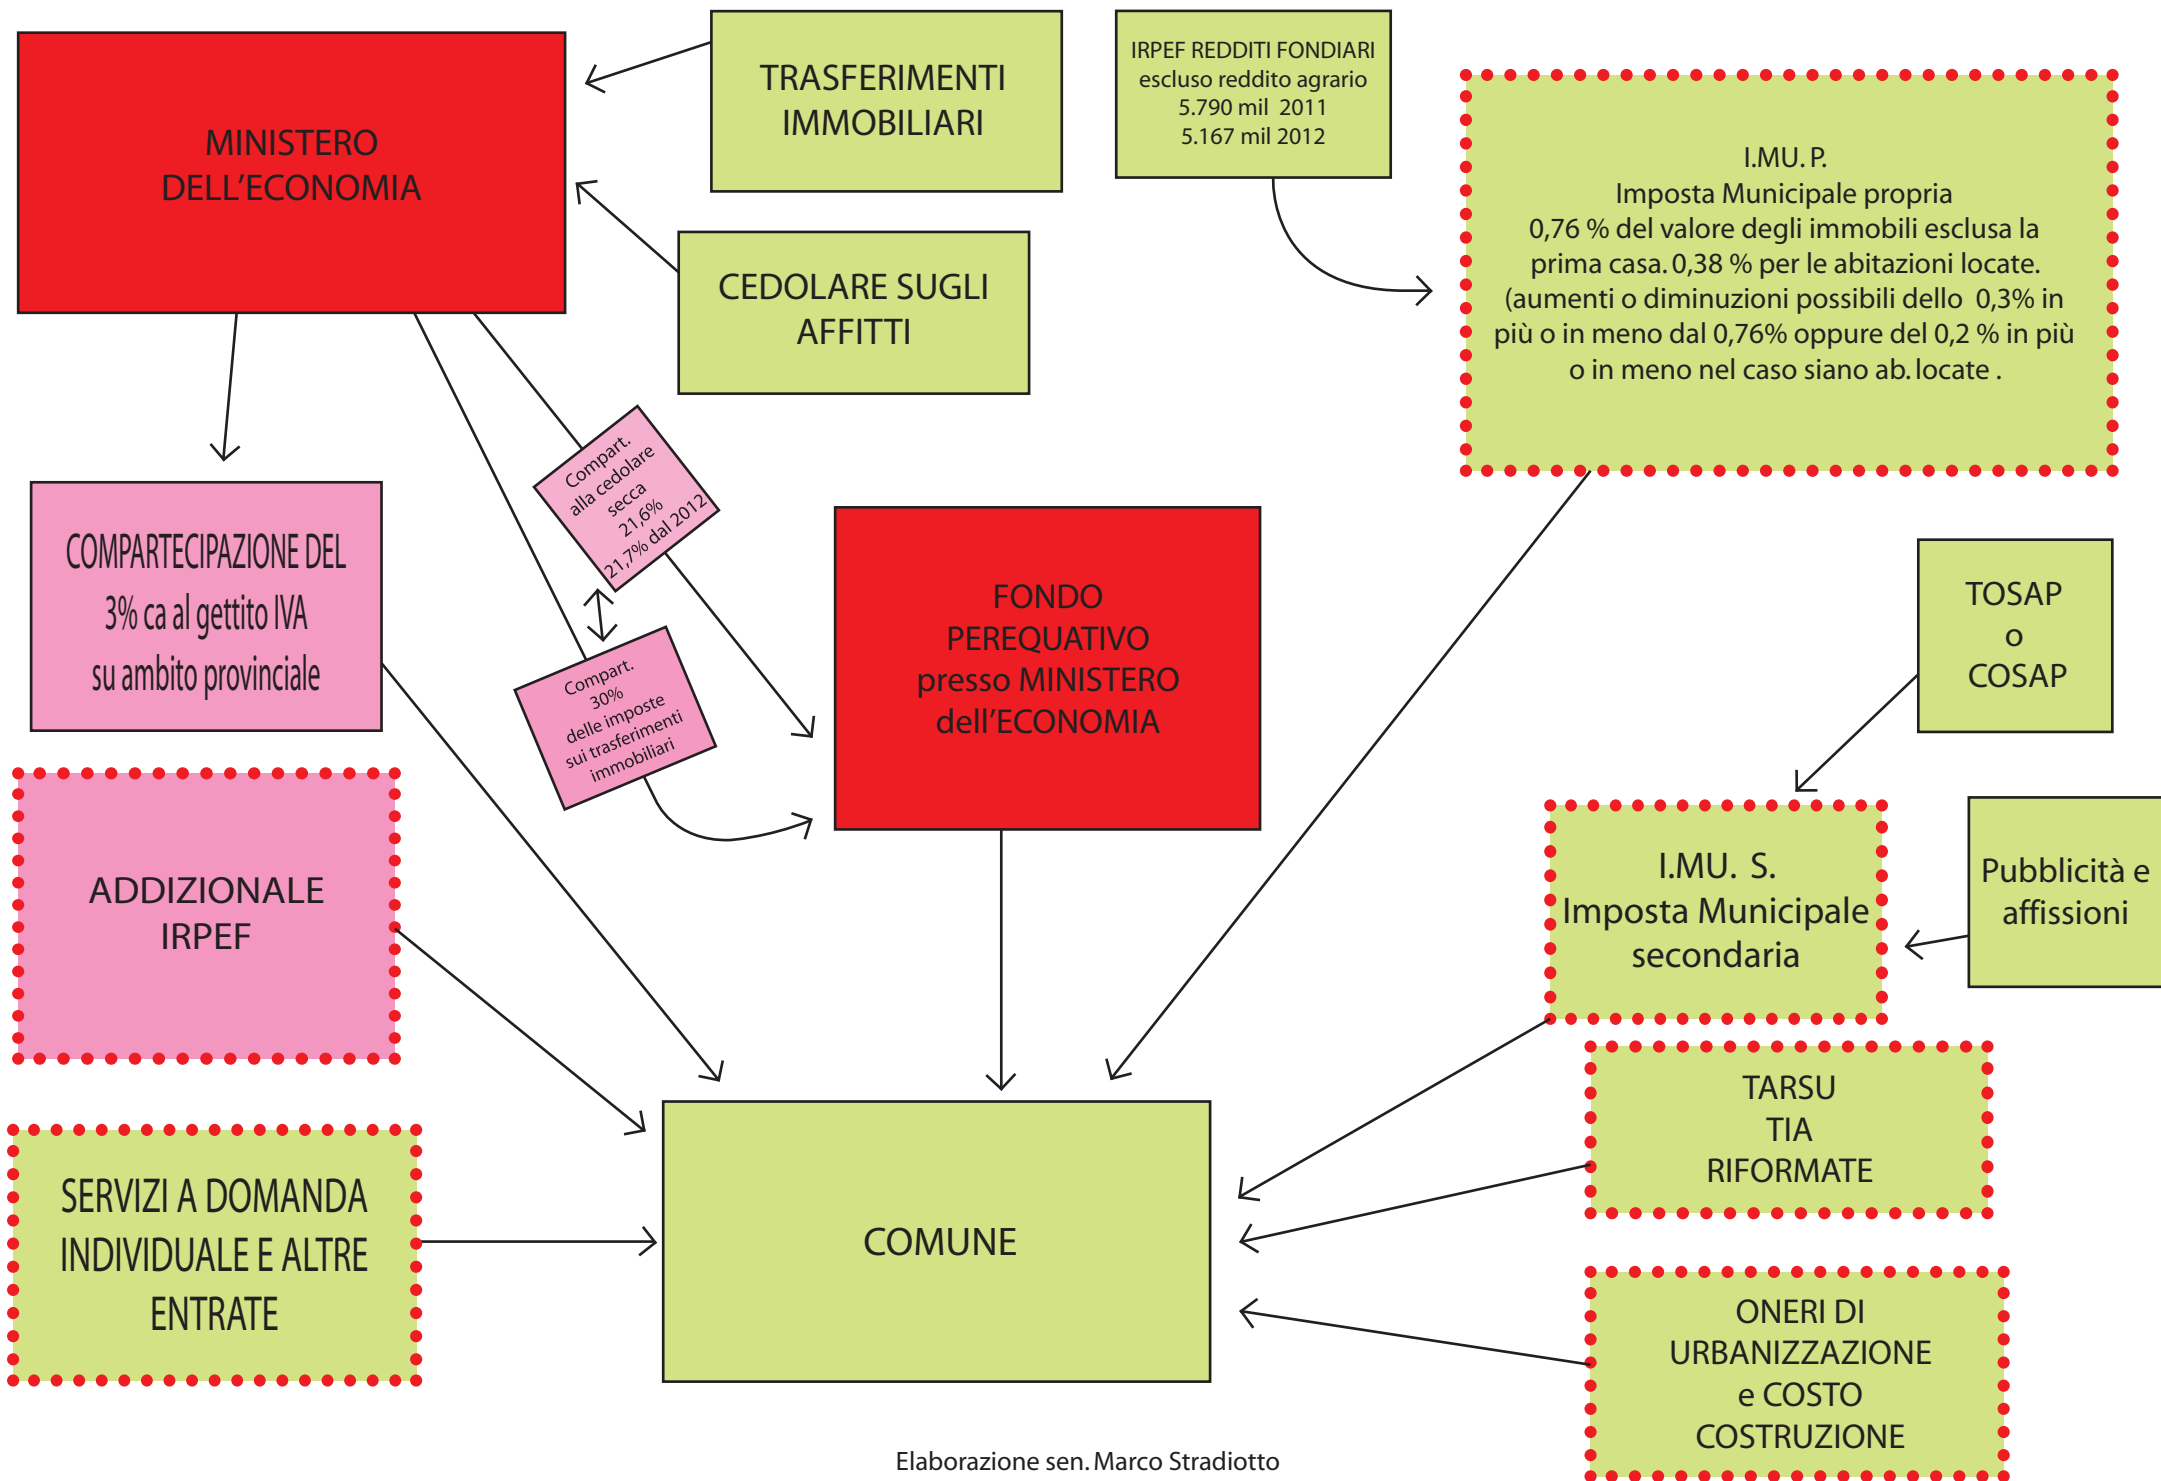 MINISTERO
DELL'ECONOMIA
TRASFERIMENTI
IMMOBILIARI
IRPEF REDDITI FONDIARI
escluso reddito agrario
5.790 mil 2011
5.167 mil 2012
I.MU. P.
Imposta Municipale propria
0,76 % del valore degli immobili esclusa la
prima casa. 0,38 % per le abitazioni locate.
(aumenti o diminuzioni possibili dello 0,3% in
più o in meno dal 0,76% oppure del 0,2 % in più
o in meno nel caso siano ab. locate .
CEDOLARE SUGLI
AFFITTI
Compart.
alla cedolare
secca
21,6%
21,7% dal 2012
COMPARTECIPAZIONE DEL
3% ca al gettito IVA
su ambito provinciale
Compart.
30%
delle imposte
sui trasferimenti
immobiliari
FONDO
PEREQUATIVO
presso MINISTERO
dell'ECONOMIA
TOSAP
o
COSAP
ADDIZIONALE
IRPEF
I.MU. S.
Imposta Municipale
secondaria
Pubblicità e
affissioni
TARSU
TIA
RIFORMATE
SERVIZI A DOMANDA
INDIVIDUALE E ALTRE
ENTRATE
COMUNE
ONERI DI
URBANIZZAZIONE
e COSTO
COSTRUZIONE
Elaborazione sen. Marco Stradiotto